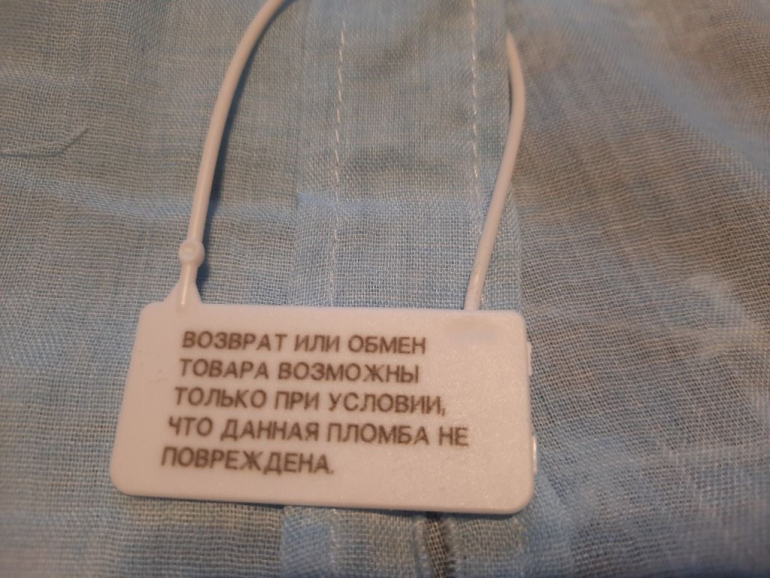 ВОЗВРАТ ИЛИ ОБМЕН
ТОВАРА ВОЗМОЖНЫ
ТОЛЬКО ПРИ УСЛОВИИ,
ЧТО ДАННАЯ ПЛОМБА НЕ
ПОВРЕЖДЕНА.